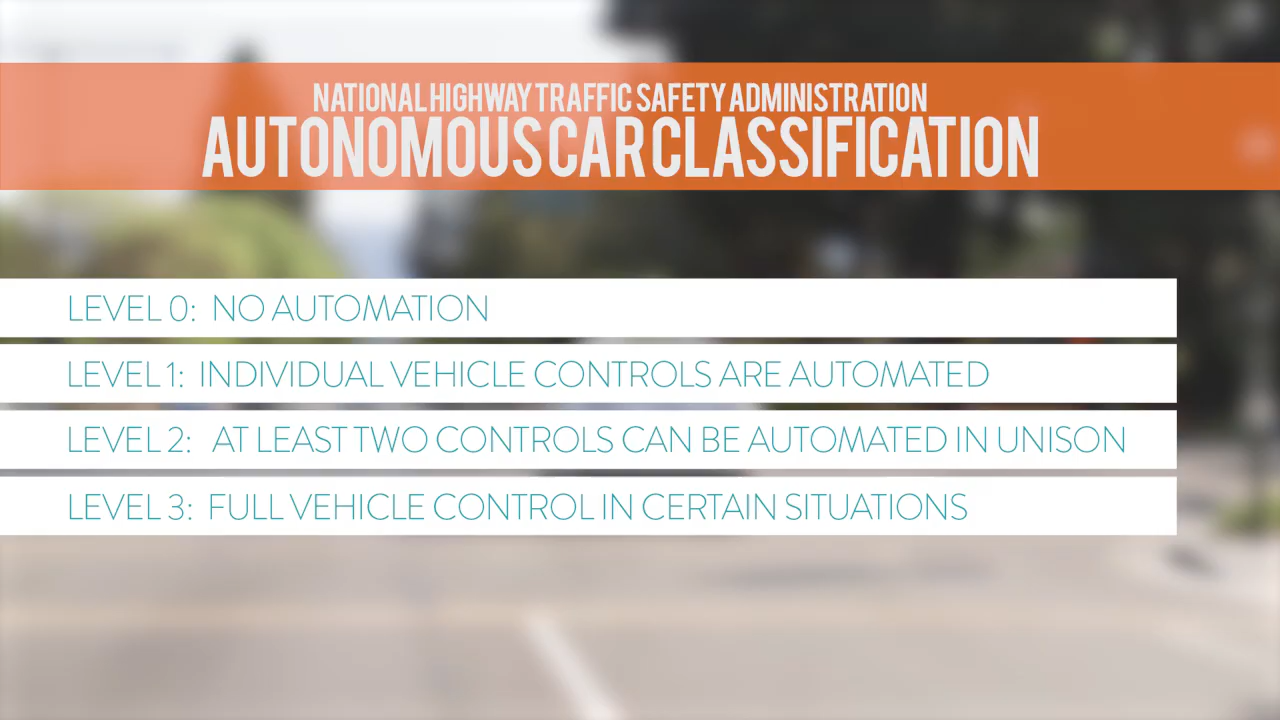 NATIONAL HIGHWAY TRAFFIC SAFETY ADMINISTRATION
AUTONOMOUS CAR CLASSIFICATION
LEVEL 0: NO AUTOMATION
LEVEL 1: INDIVIDUAL VEHICLE CONTROLS ARE AUTOMATED
LEVEL 2: AT LEAST TWO CONTROLS CAN BE AUTOMATED IN UNISON
LEVEL 3: FULL VEHICLE CONTROL IN CERTAIN SITUATIONS